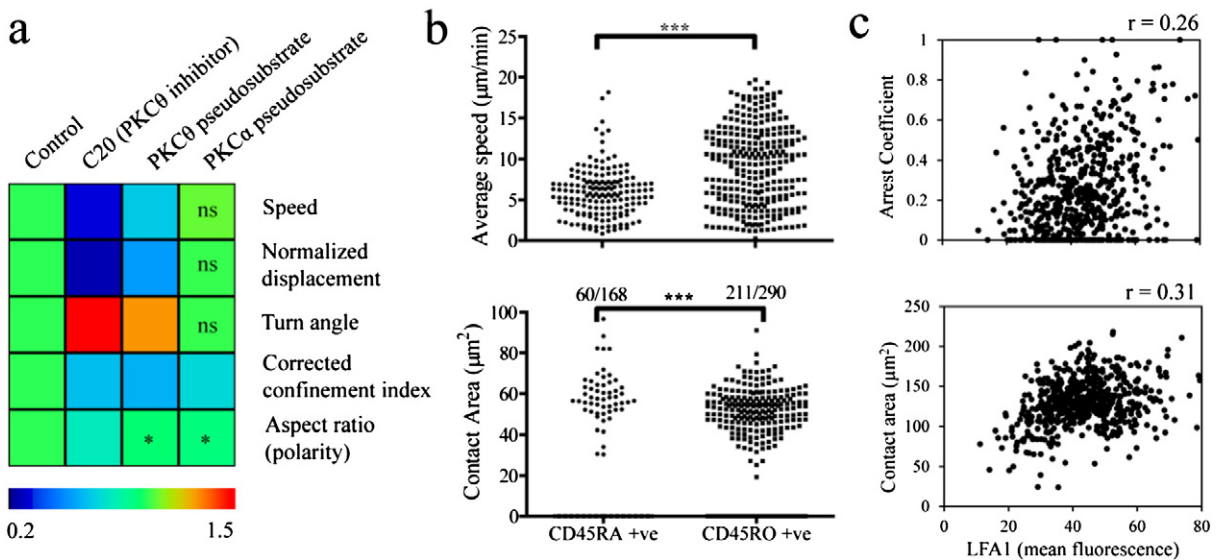 a
Control
C20 (PKCθ inhibitor)
PKCθ pseudosubstrate
PKCα pseudosubstrate
ns
Speed
ns
Normalized
displacement
ns
Turn angle
Corrected
confinement index
*
*
Aspect ratio
(polarity)
0.2
1.5
b
***
25
20
15
10
5
0
Average speed (μm/min)
60/168
***
211/290
100
80
60
40
20
0
Contact Area (μm²)
CD45RA +ve
CD45RO +ve
c
r = 0.26
1
0.8
0.6
0.4
0.2
0
Arrest Coefficient
r = 0.31
250
200
150
100
50
0
Contact area (μm²)
0
20
40
60
80
LFA1 (mean fluorescence)